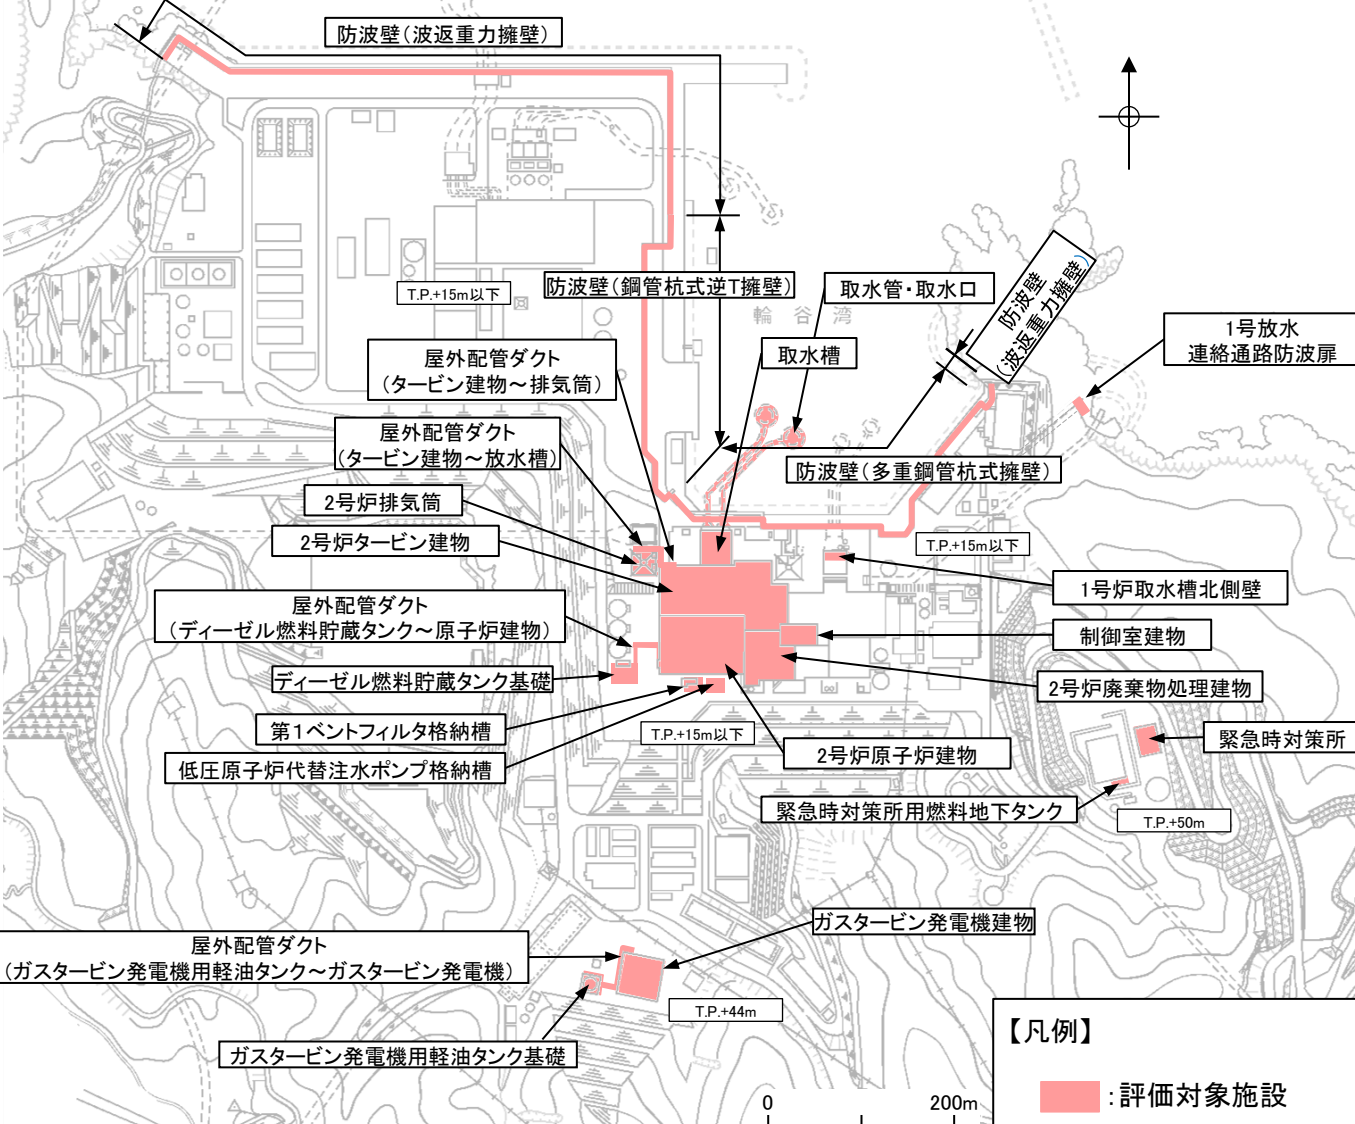 防波壁(波返重力擁壁)
防波壁(鋼管杭式逆T擁壁)
T.P.+15m以下
取水管・取水口
輪谷湾
防波壁
(波返重力擁壁)
1号放水
連絡通路防波扉
取水槽
屋外配管ダクト
(タービン建物～排気筒)
屋外配管ダクト
(タービン建物～放水槽)
防波壁(多重鋼管杭式擁壁)
2号炉排気筒
2号炉タービン建物
T.P.+15m以下
1号炉取水槽北側壁
屋外配管ダクト
(ディーゼル燃料貯蔵タンク～原子炉建物)
制御室建物
ディーゼル燃料貯蔵タンク基礎
2号炉廃棄物処理建物
第1ベントフィルタ格納槽
T.P.+15m以下
緊急時対策所
2号炉原子炉建物
低圧原子炉代替注水ポンプ格納槽
緊急時対策所用燃料地下タンク
T.P.+50m
ガスタービン発電機建物
屋外配管ダクト
(ガスタービン発電機用軽油タンク～ガスタービン発電機)
T.P.+44m
ガスタービン発電機用軽油タンク基礎
【凡例】
:評価対象施設
0
200m